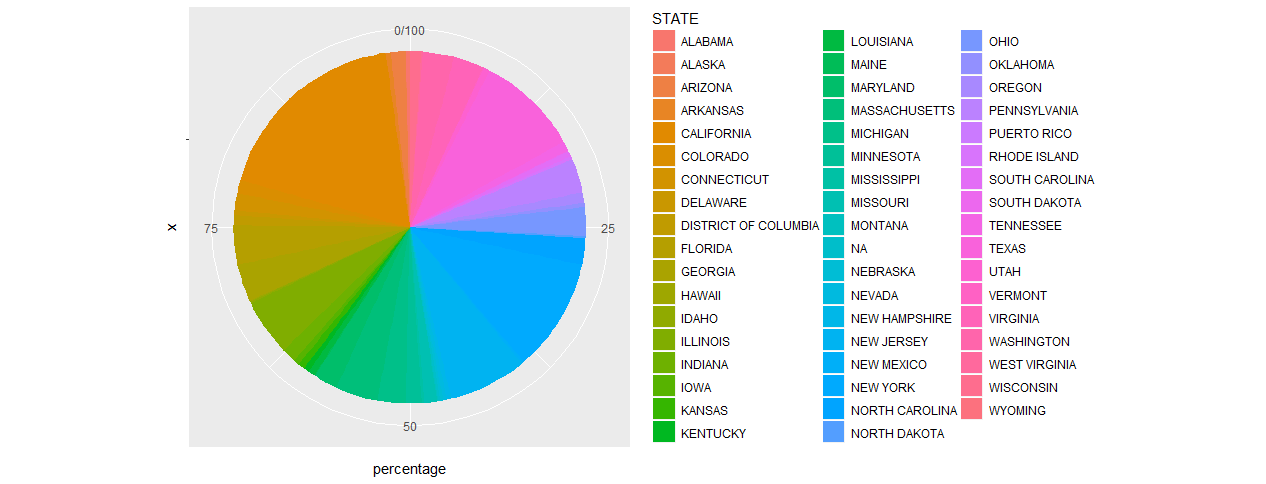 0/100
25
50
75
x
percentage
STATE
ALABAMA
ALASKA
ARIZONA
ARKANSAS
CALIFORNIA
COLORADO
CONNECTICUT
DELAWARE
DISTRICT OF COLUMBIA
FLORIDA
GEORGIA
HAWAII
IDAHO
ILLINOIS
INDIANA
IOWA
KANSAS
KENTUCKY
LOUISIANA
MAINE
MARYLAND
MASSACHUSETTS
MICHIGAN
MINNESOTA
MISSISSIPPI
MISSOURI
MONTANA
NA
NEBRASKA
NEVADA
NEW HAMPSHIRE
NEW JERSEY
NEW MEXICO
NEW YORK
NORTH CAROLINA
NORTH DAKOTA
OHIO
OKLAHOMA
OREGON
PENNSYLVANIA
PUERTO RICO
RHODE ISLAND
SOUTH CAROLINA
SOUTH DAKOTA
TENNESSEE
TEXAS
UTAH
VERMONT
VIRGINIA
WASHINGTON
WEST VIRGINIA
WISCONSIN
WYOMING